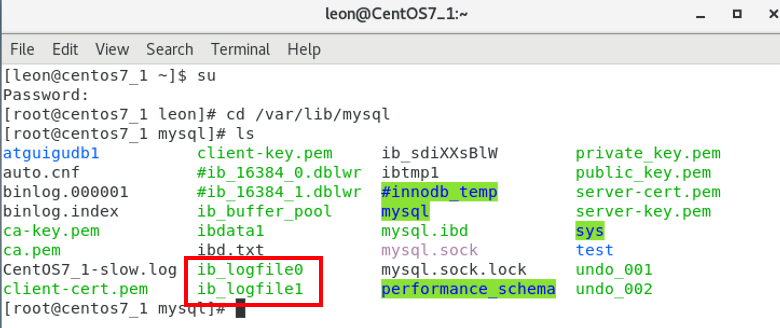 leon@CentOS7_1:~
File Edit View Search Terminal Help
[leon@centos7_1 ~]$ su
Password:
[root@centos7_1 leon]# cd /var/lib/mysql
[root@centos7_1 mysql]# ls
atguigudb1 client-key.pem ib_sdiXXsBlW private_key.pem
auto.cnf #ib_16384_0.dblwr ibtmp1 public_key.pem
binlog.000001 #ib_16384_1.dblwr #innodb_temp server-cert.pem
binlog.index ib_buffer_pool mysql server-key.pem
ca-key.pem ibdata1 mysql.ibd sys
ca.pem ibd.txt mysql.sock test
CentOS7_1-slow.log ib_logfile0 mysql.sock.lock undo_001
client-cert.pem ib_logfile1 performance_schema undo_002
[root@centos7_1 mysql]#